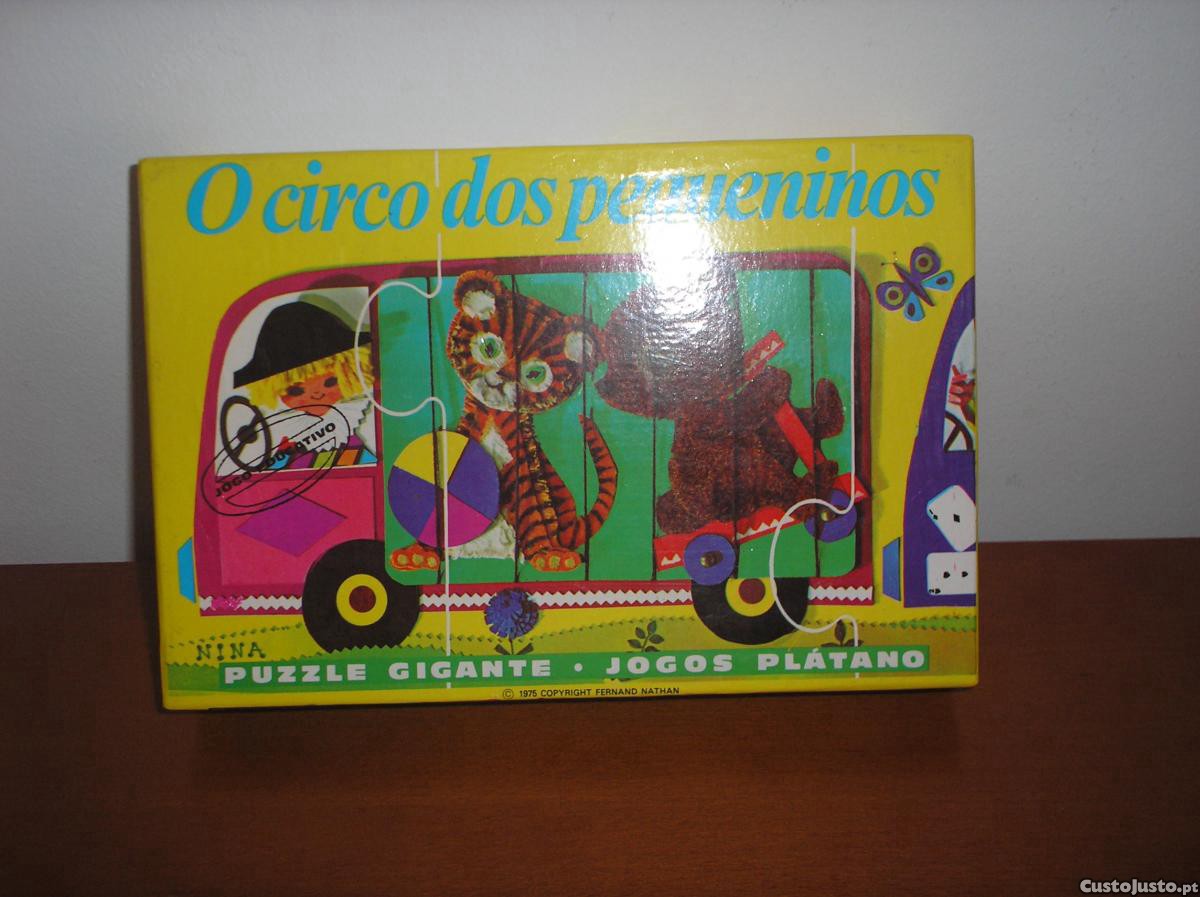 O circo dos pequeninos
JOGO EDUCATIVO
NINA
PUZZLE GIGANTE • JOGOS PLÁTANO
© 1975 COPYRIGHT FERNAND NATHAN
CustoJusto.pt